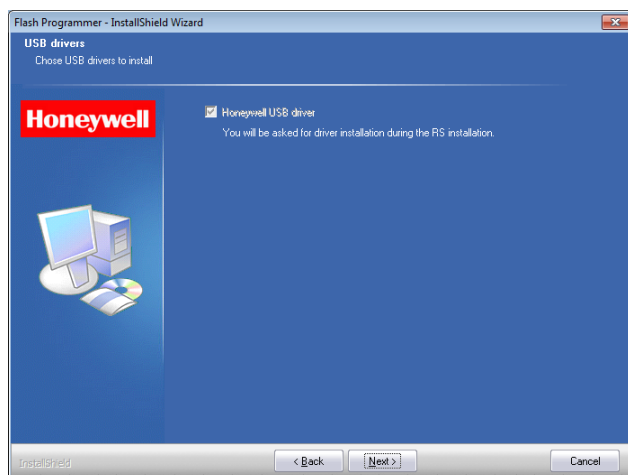 Flash Programmer - InstallShield Wizard
USB drivers
Chose USB drivers to install
Honeywell
Honeywell USB driver
You will be asked for driver installation during the RS installation.
InstallShield
< Back
Next >
Cancel